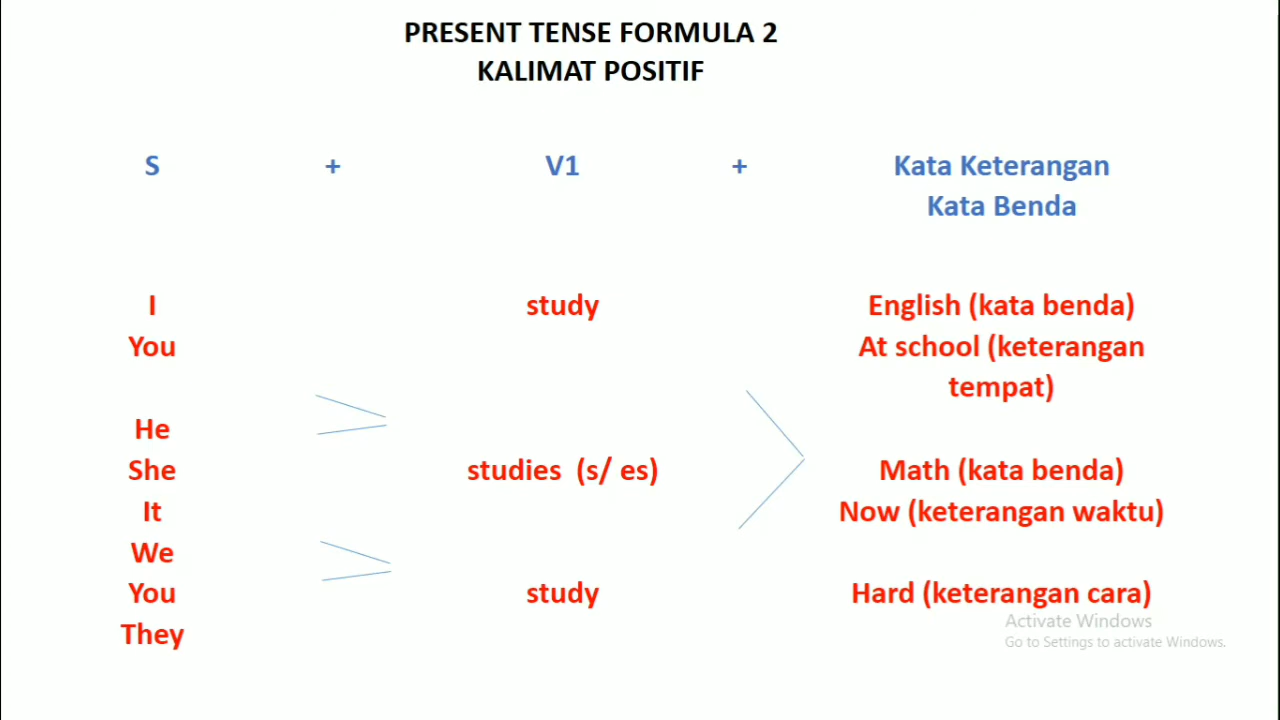 PRESENT TENSE FORMULA 2
KALIMAT POSITIF
S + V1 + Kata Keterangan
Kata Benda
I study English (kata benda)
You At school (keterangan
tempat)
He
She studies (s/ es) Math (kata benda)
It Now (keterangan waktu)
We
You study Hard (keterangan cara)
They
Activate Windows
Go to Settings to activate Windows.